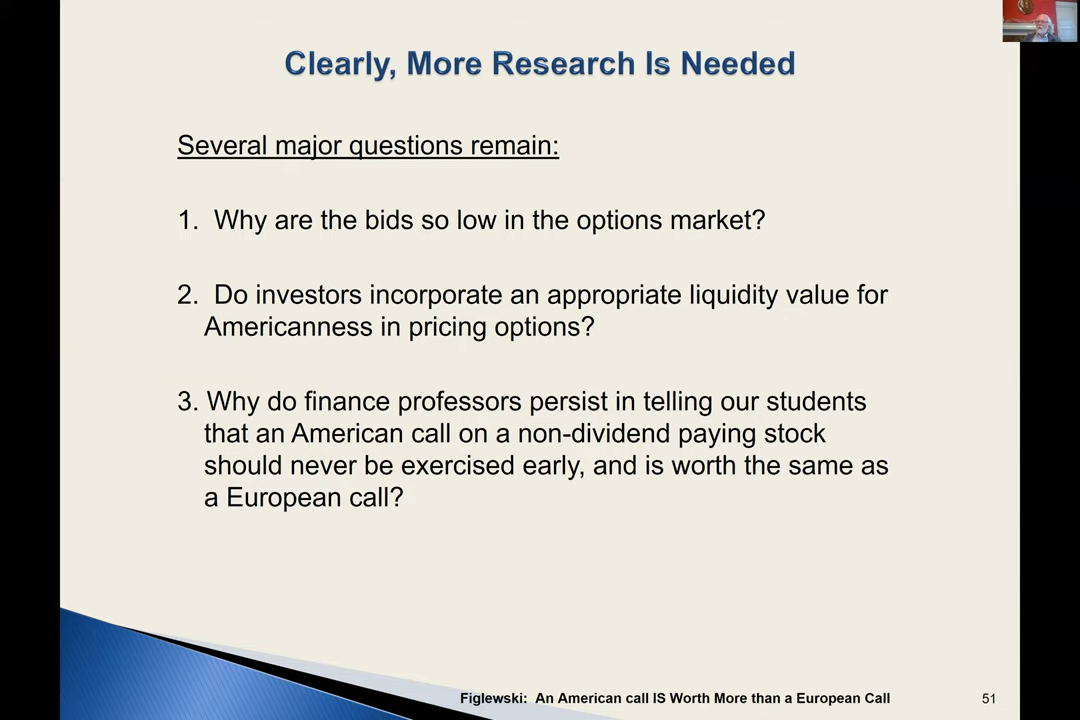 Clearly, More Research Is Needed
Several major questions remain:
1. Why are the bids so low in the options market?
2. Do investors incorporate an appropriate liquidity value for
Americanness in pricing options?
3. Why do finance professors persist in telling our students
that an American call on a non-dividend paying stock
should never be exercised early, and is worth the same as
a European call?
Figlewski: An American call IS Worth More than a European Call
51